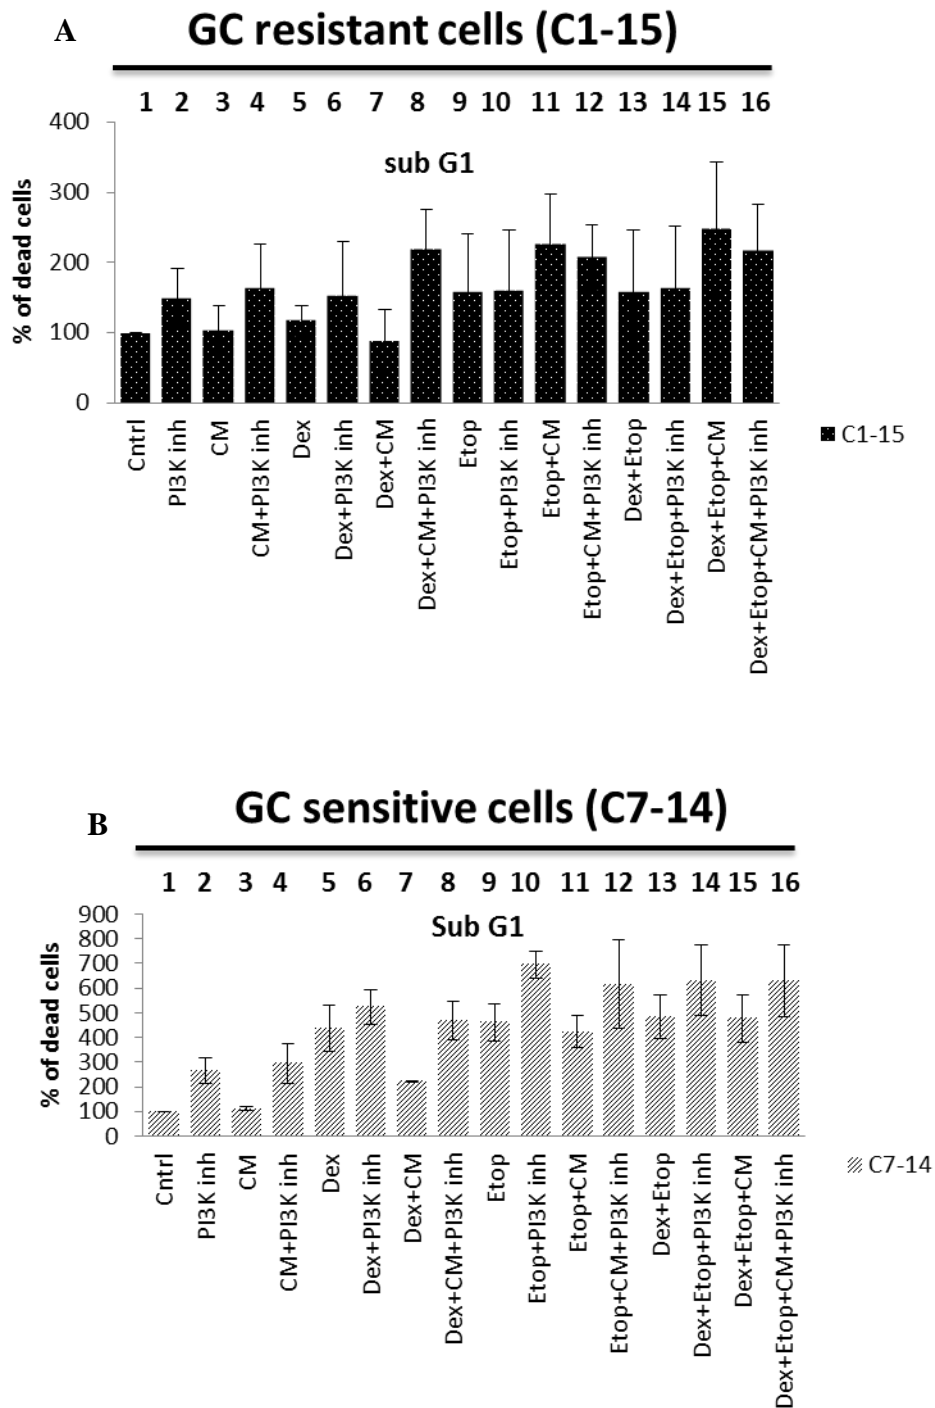 A
GC resistant cells (C1-15)
1 2 3 4 5 6 7 8 9 10 11 12 13 14 15 16
sub G1
% of dead cells
400
300
200
100
0
Cntrl
PI3K inh
CM
CM+PI3K inh
Dex
Dex+PI3K inh
Dex+CM
Dex+CM+PI3K inh
Etop
Etop+PI3K inh
Etop+CM
Etop+CM+PI3K inh
Dex+Etop
Dex+Etop+PI3K inh
Dex+Etop+CM
Dex+Etop+CM+PI3K inh
C1-15
B
GC sensitive cells (C7-14)
1 2 3 4 5 6 7 8 9 10 11 12 13 14 15 16
Sub G1
% of dead cells
900
800
700
600
500
400
300
200
100
0
Cntrl
PI3K inh
CM
CM+PI3K inh
Dex
Dex+PI3K inh
Dex+CM
Dex+CM+PI3K inh
Etop
Etop+PI3K inh
Etop+CM
Etop+CM+PI3K inh
Dex+Etop
Dex+Etop+PI3K inh
Dex+Etop+CM
Dex+Etop+CM+PI3K inh
C7-14